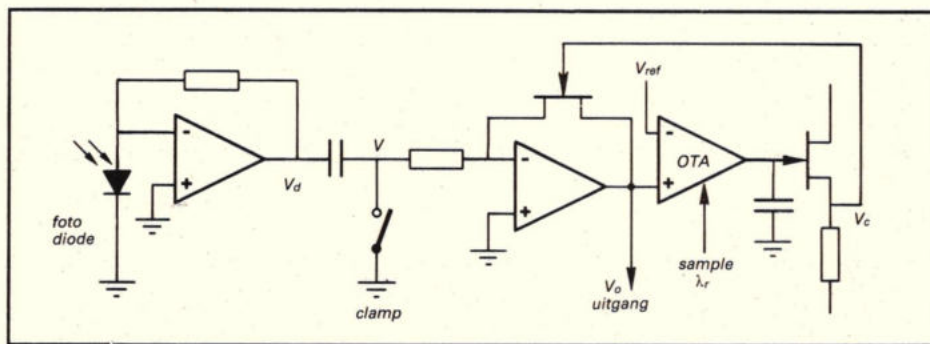 foto
diode
-
+
V_d
V
clamp
-
+
V_o
uitgang
V_ref
-
+
OTA
sample
λ_r
V_c